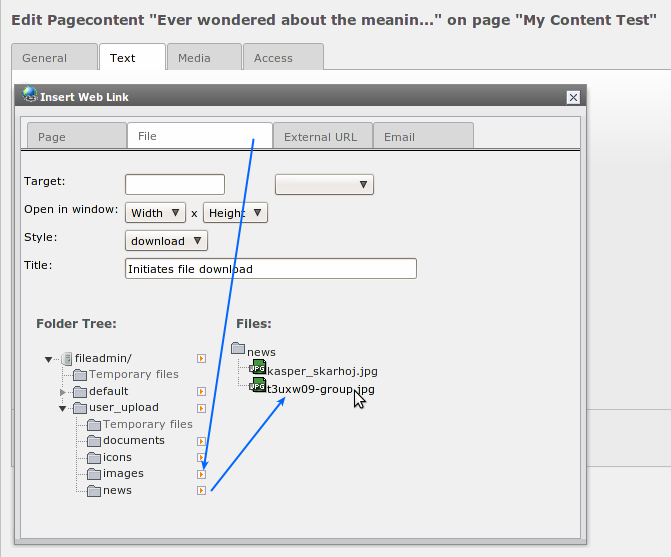 Edit Pagecontent "Ever wondered about the meanin..." on page "My Content Test"
General Text Media Access
Insert Web Link
Page File External URL Email
Target:
Open in window: Width x Height
Style: download
Title: Initiates file download
Folder Tree: Files:
news
fileadmin/
kasper_skarhoj.jpg
JPG
Temporary files
t3uxw09-group.jpg
JPG
default
user_upload
Temporary files
documents
icons
images
news